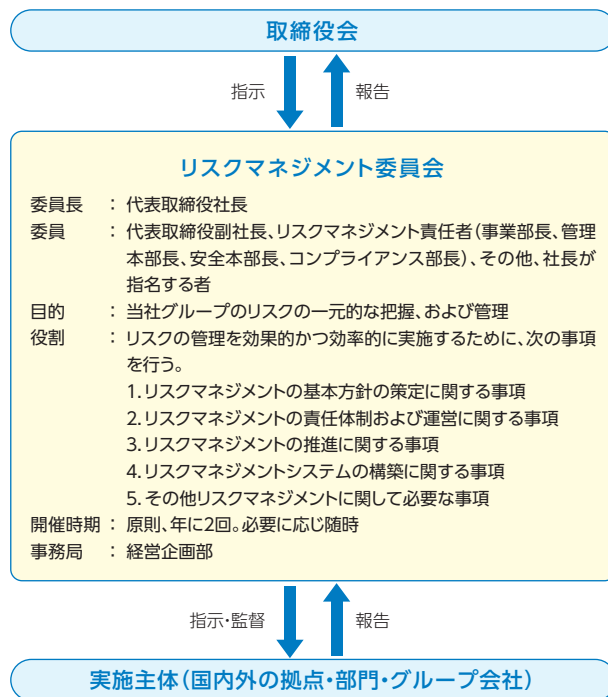 取締役会
指示
報告
リスクマネジメント委員会
委員長 ： 代表取締役社長
委員 ： 代表取締役副社長、リスクマネジメント責任者（事業部長、管理
本部長、安全本部長、コンプライアンス部長）、その他、社長が
指名する者
目的 ： 当社グループのリスクの一元的な把握、および管理
役割 ： リスクの管理を効果的かつ効率的に実施するために、次の事項
を行う。
1.リスクマネジメントの基本方針の策定に関する事項
2.リスクマネジメントの責任体制および運営に関する事項
3.リスクマネジメントの推進に関する事項
4.リスクマネジメントシステムの構築に関する事項
5.その他リスクマネジメントに関して必要な事項
開催時期 ： 原則、年に2回。必要に応じ随時
事務局 ： 経営企画部
指示・監督
報告
実施主体（国内外の拠点・部門・グループ会社）